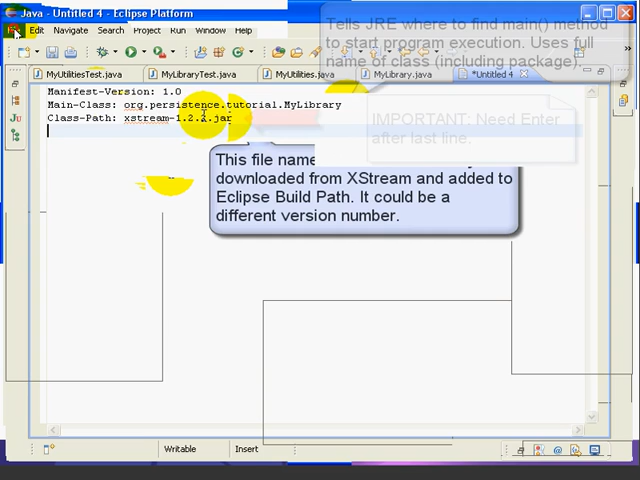 Java - Untitled 4 - Eclipse Platform
Edit Navigate Search Project Run Window Help
Tells JRE where to find main() method
to start program execution. Uses full
name of class (including package)
MyUtilitiesTest.java MyLibraryTest.java MyUtilities.java MyLibrary.java *Untitled 4
Manifest-Version: 1.0
Main-Class: org.persistence.tutorial.MyLibrary
Class-Path: xstream-1.2.2.jar
IMPORTANT: Need Enter
after last line.
This file name
downloaded from XStream and added to
Eclipse Build Path. It could be a
different version number.
Writable Insert